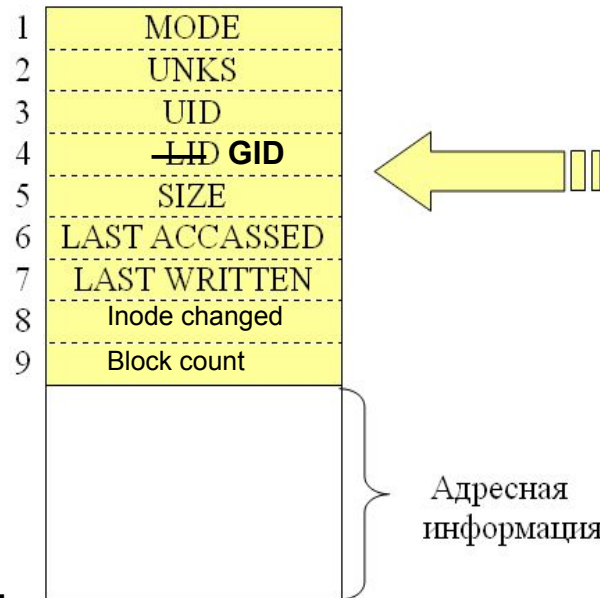 1 MODE
2 UNKS
3 UID
4 LID GID
5 SIZE
6 LAST ACCASSED
7 LAST WRITTEN
8 Inode changed
9 Block count
Адресная
информация